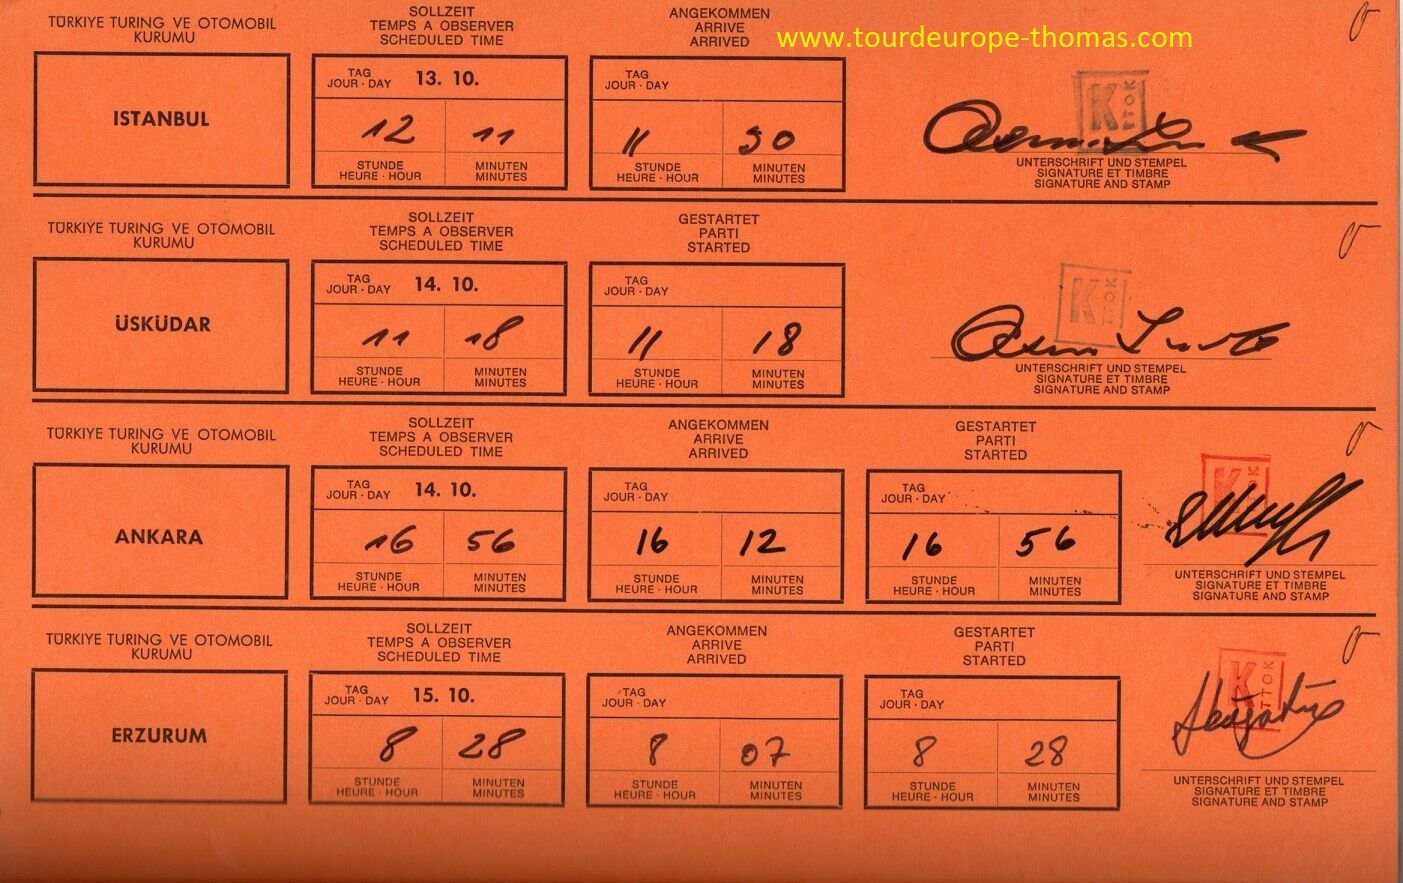 www.tourdeurope-thomas.com
TÜRKIYE TURING VE OTOMOBIL
KURUMU
SOLLZEIT
TEMPS A OBSERVER
SCHEDULED TIME
ANGEKOMMEN
ARRIVE
ARRIVED
ISTANBUL
TAG
JOUR · DAY
13. 10.
12 11
STUNDE
HEURE · HOUR
MINUTEN
MINUTES
TAG
JOUR · DAY
11
STUNDE
HEURE · HOUR
MINUTEN
MINUTES
K
TTOK
UNTERSCHRIFT UND STEMPEL
SIGNATURE ET TIMBRE
SIGNATURE AND STAMP
TÜRKIYE TURING VE OTOMOBIL
KURUMU
SOLLZEIT
TEMPS A OBSERVER
SCHEDULED TIME
GESTARTET
PARTI
STARTED
ÜSKÜDAR
TAG
JOUR · DAY
14. 10.
11 18
STUNDE
HEURE · HOUR
MINUTEN
MINUTES
TAG
JOUR · DAY
11 18
STUNDE
HEURE · HOUR
MINUTEN
MINUTES
K
TTOK
UNTERSCHRIFT UND STEMPEL
SIGNATURE ET TIMBRE
SIGNATURE AND STAMP
TÜRKIYE TURING VE OTOMOBIL
KURUMU
SOLLZEIT
TEMPS A OBSERVER
SCHEDULED TIME
ANGEKOMMEN
ARRIVE
ARRIVED
GESTARTET
PARTI
STARTED
ANKARA
TAG
JOUR · DAY
14. 10.
16 56
STUNDE
HEURE · HOUR
MINUTEN
MINUTES
TAG
JOUR · DAY
16 12
STUNDE
HEURE · HOUR
MINUTEN
MINUTES
TAG
JOUR · DAY
16 56
STUNDE
HEURE · HOUR
MINUTEN
MINUTES
K
TTOK
UNTERSCHRIFT UND STEMPEL
SIGNATURE ET TIMBRE
SIGNATURE AND STAMP
TÜRKIYE TURING VE OTOMOBIL
KURUMU
SOLLZEIT
TEMPS A OBSERVER
SCHEDULED TIME
ANGEKOMMEN
ARRIVE
ARRIVED
GESTARTET
PARTI
STARTED
ERZURUM
TAG
JOUR · DAY
15. 10.
8 28
STUNDE
HEURE · HOUR
MINUTEN
MINUTES
TAG
JOUR · DAY
8 07
STUNDE
HEURE · HOUR
MINUTEN
MINUTES
TAG
JOUR · DAY
8 28
STUNDE
HEURE · HOUR
MINUTEN
MINUTES
K
TTOK
UNTERSCHRIFT UND STEMPEL
SIGNATURE ET TIMBRE
SIGNATURE AND STAMP